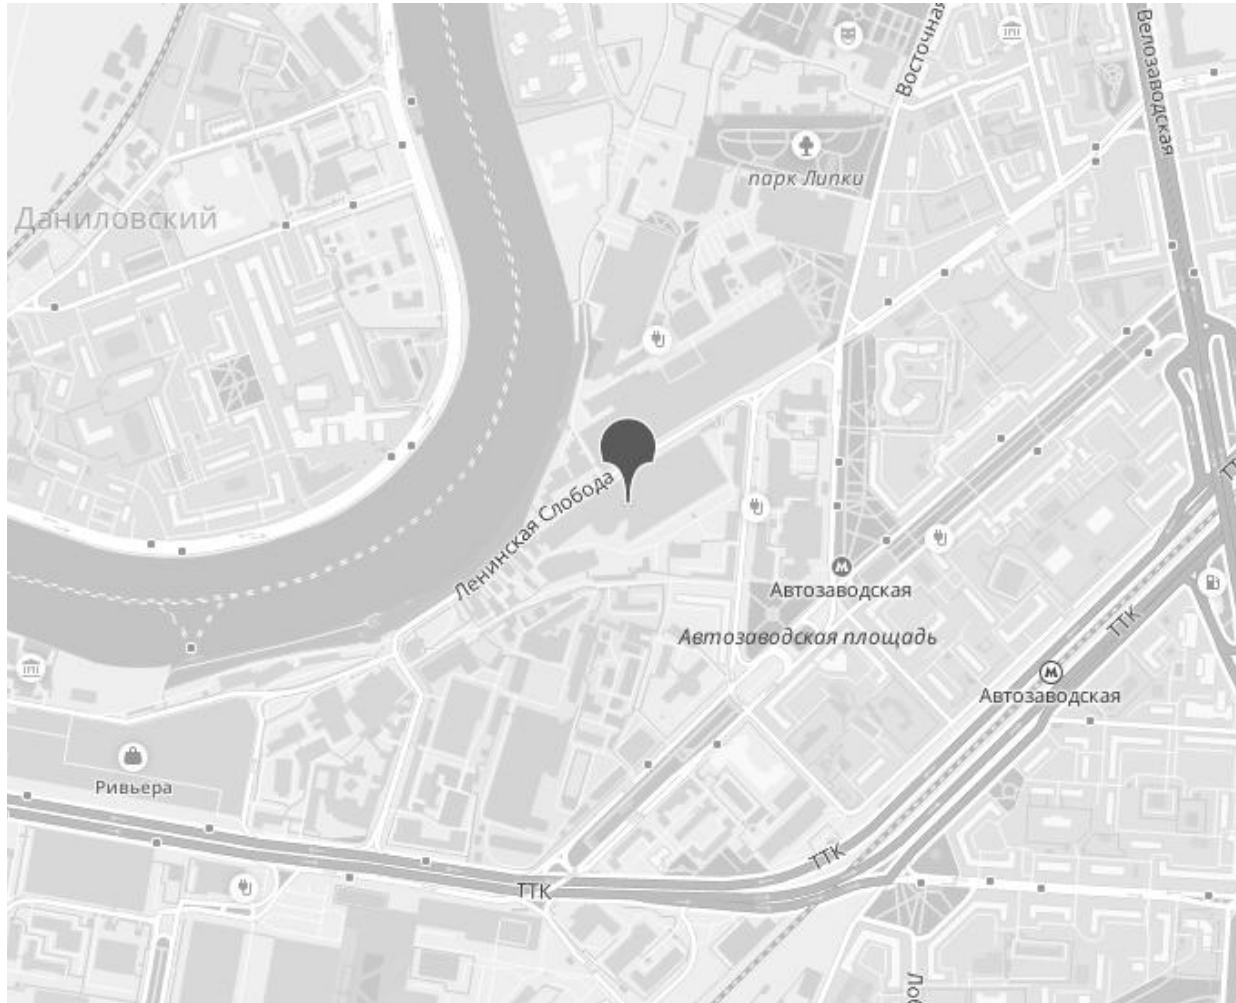 Восточная
Велозаводская
парк Липки
Даниловский
Ленинская Слобода
М
Автозаводская
Автозаводская площадь
ТТК
ТТК
М
Автозаводская
Ривьера
ТТК
ТТК